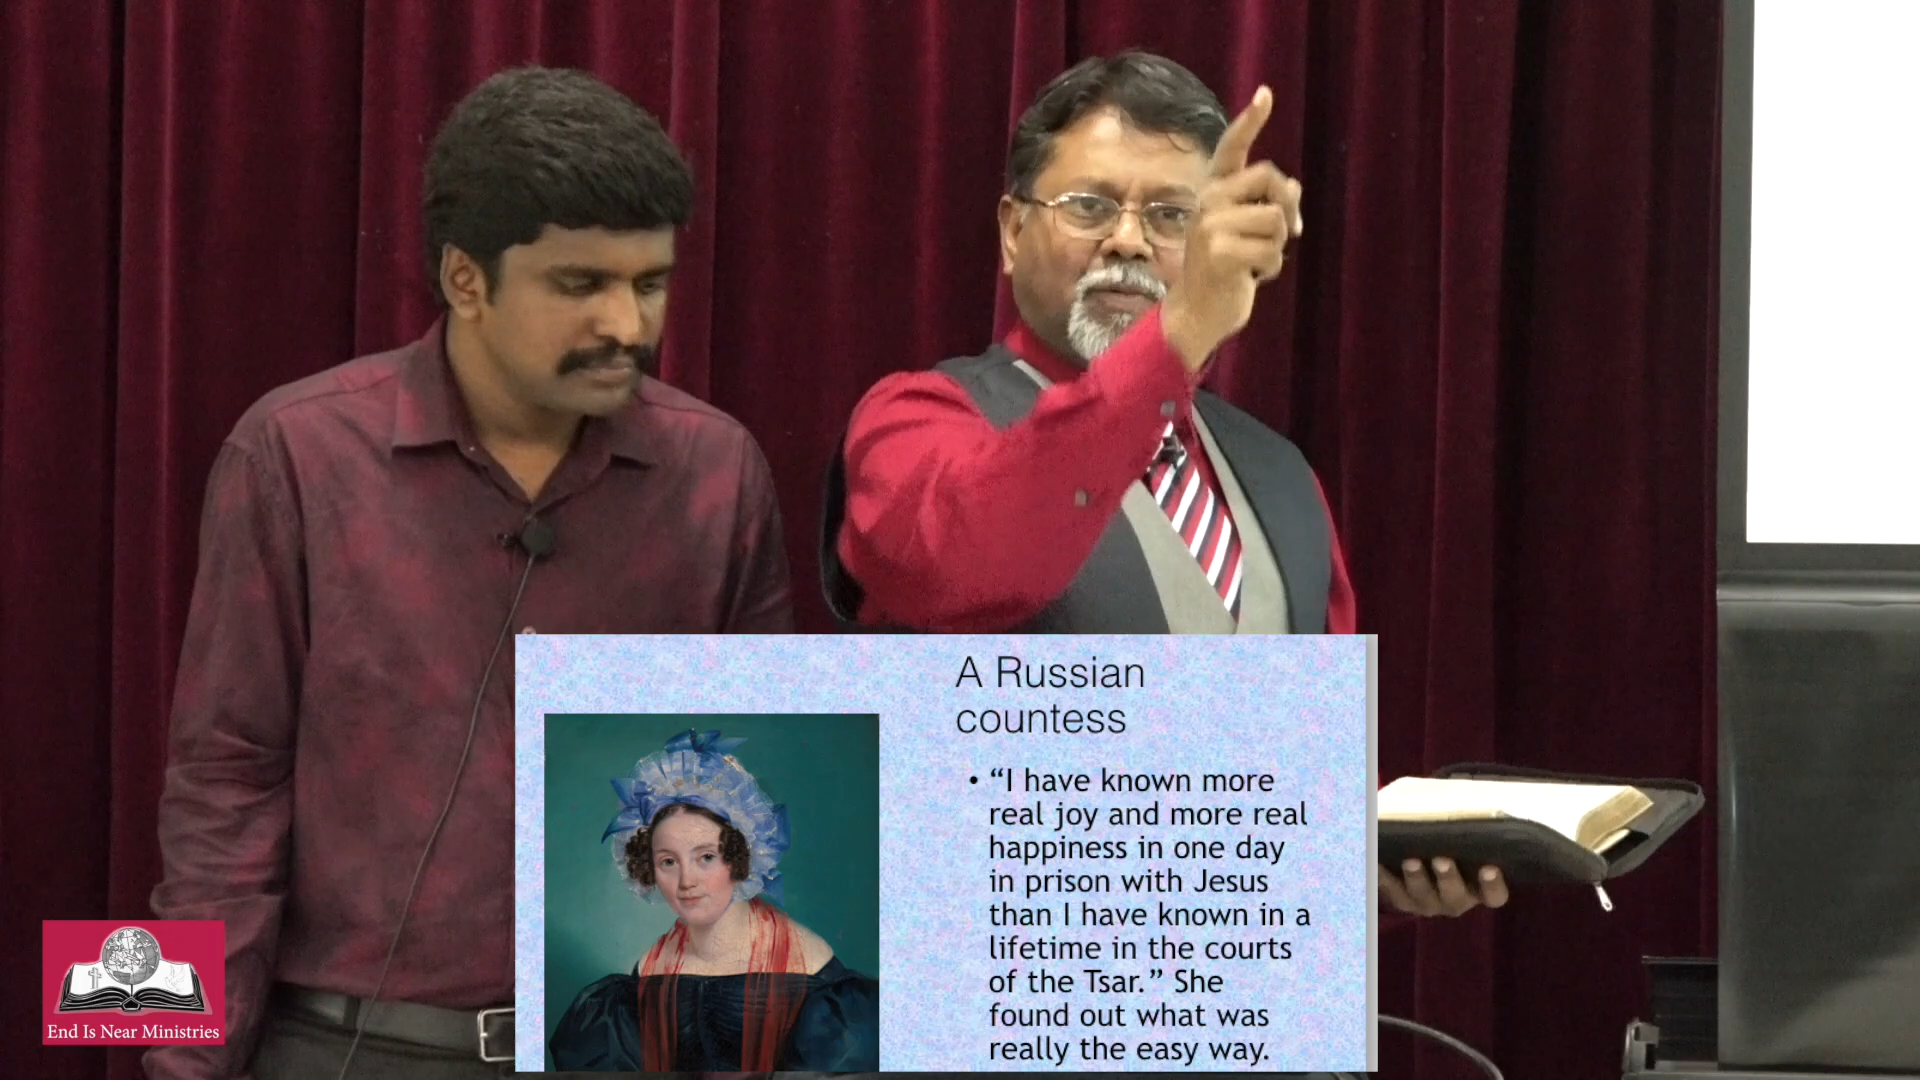 A Russian
countess
• “I have known more
real joy and more real
happiness in one day
in prison with Jesus
than I have known in a
lifetime in the courts
of the Tsar.” She
found out what was
really the easy way.
End Is Near Ministries